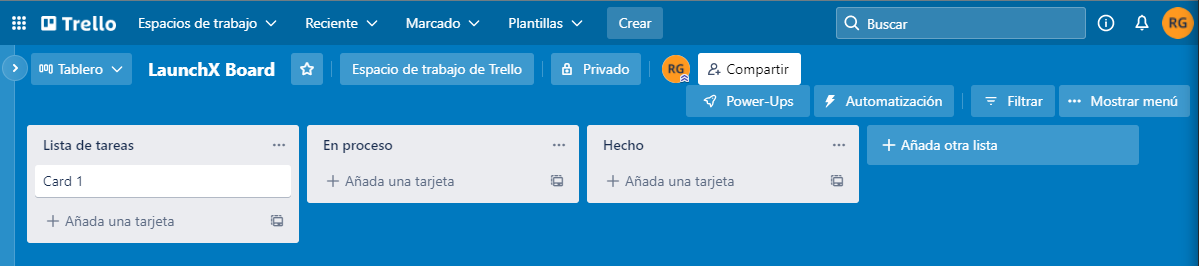 Trello Espacios de trabajo Reciente Marcado Plantillas Crear Buscar RG
Tablero LaunchX Board Espacio de trabajo de Trello Privado RG Compartir
Power-Ups Automatización Filtrar Mostrar menú
Lista de tareas
Card 1
+ Añada una tarjeta
En proceso
+ Añada una tarjeta
Hecho
+ Añada una tarjeta
+ Añada otra lista